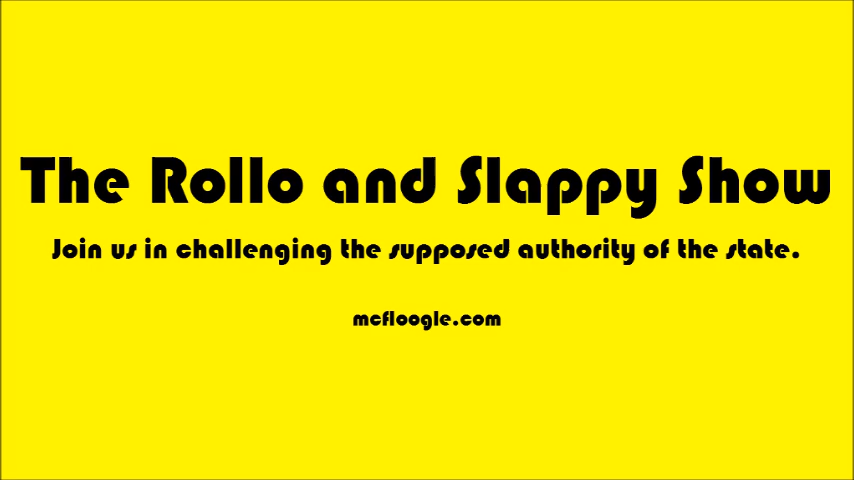 The Rollo and Slappy Show
Join us in challenging the supposed authority of the state.
mcfloogle.com